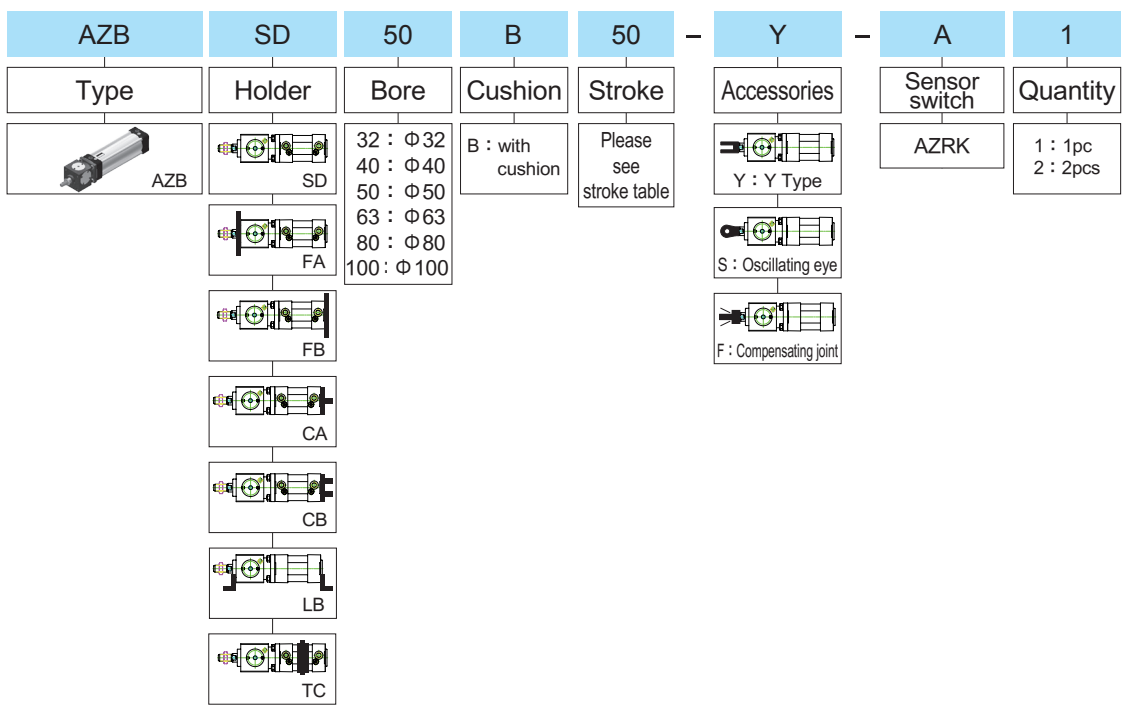 AZB SD 50 B 50 – Y – A 1
Type
Holder
Bore
Cushion
Stroke
Accessories
Sensor
switch
Quantity
AZB
SD
FA
FB
CA
CB
LB
TC
32：Φ32
40：Φ40
50：Φ50
63：Φ63
80：Φ80
100：Φ100
B：with
cushion
Please
see
stroke table
Y：Y Type
S：Oscillating eye
F：Compensating joint
AZRK
1：1pc
2：2pcs